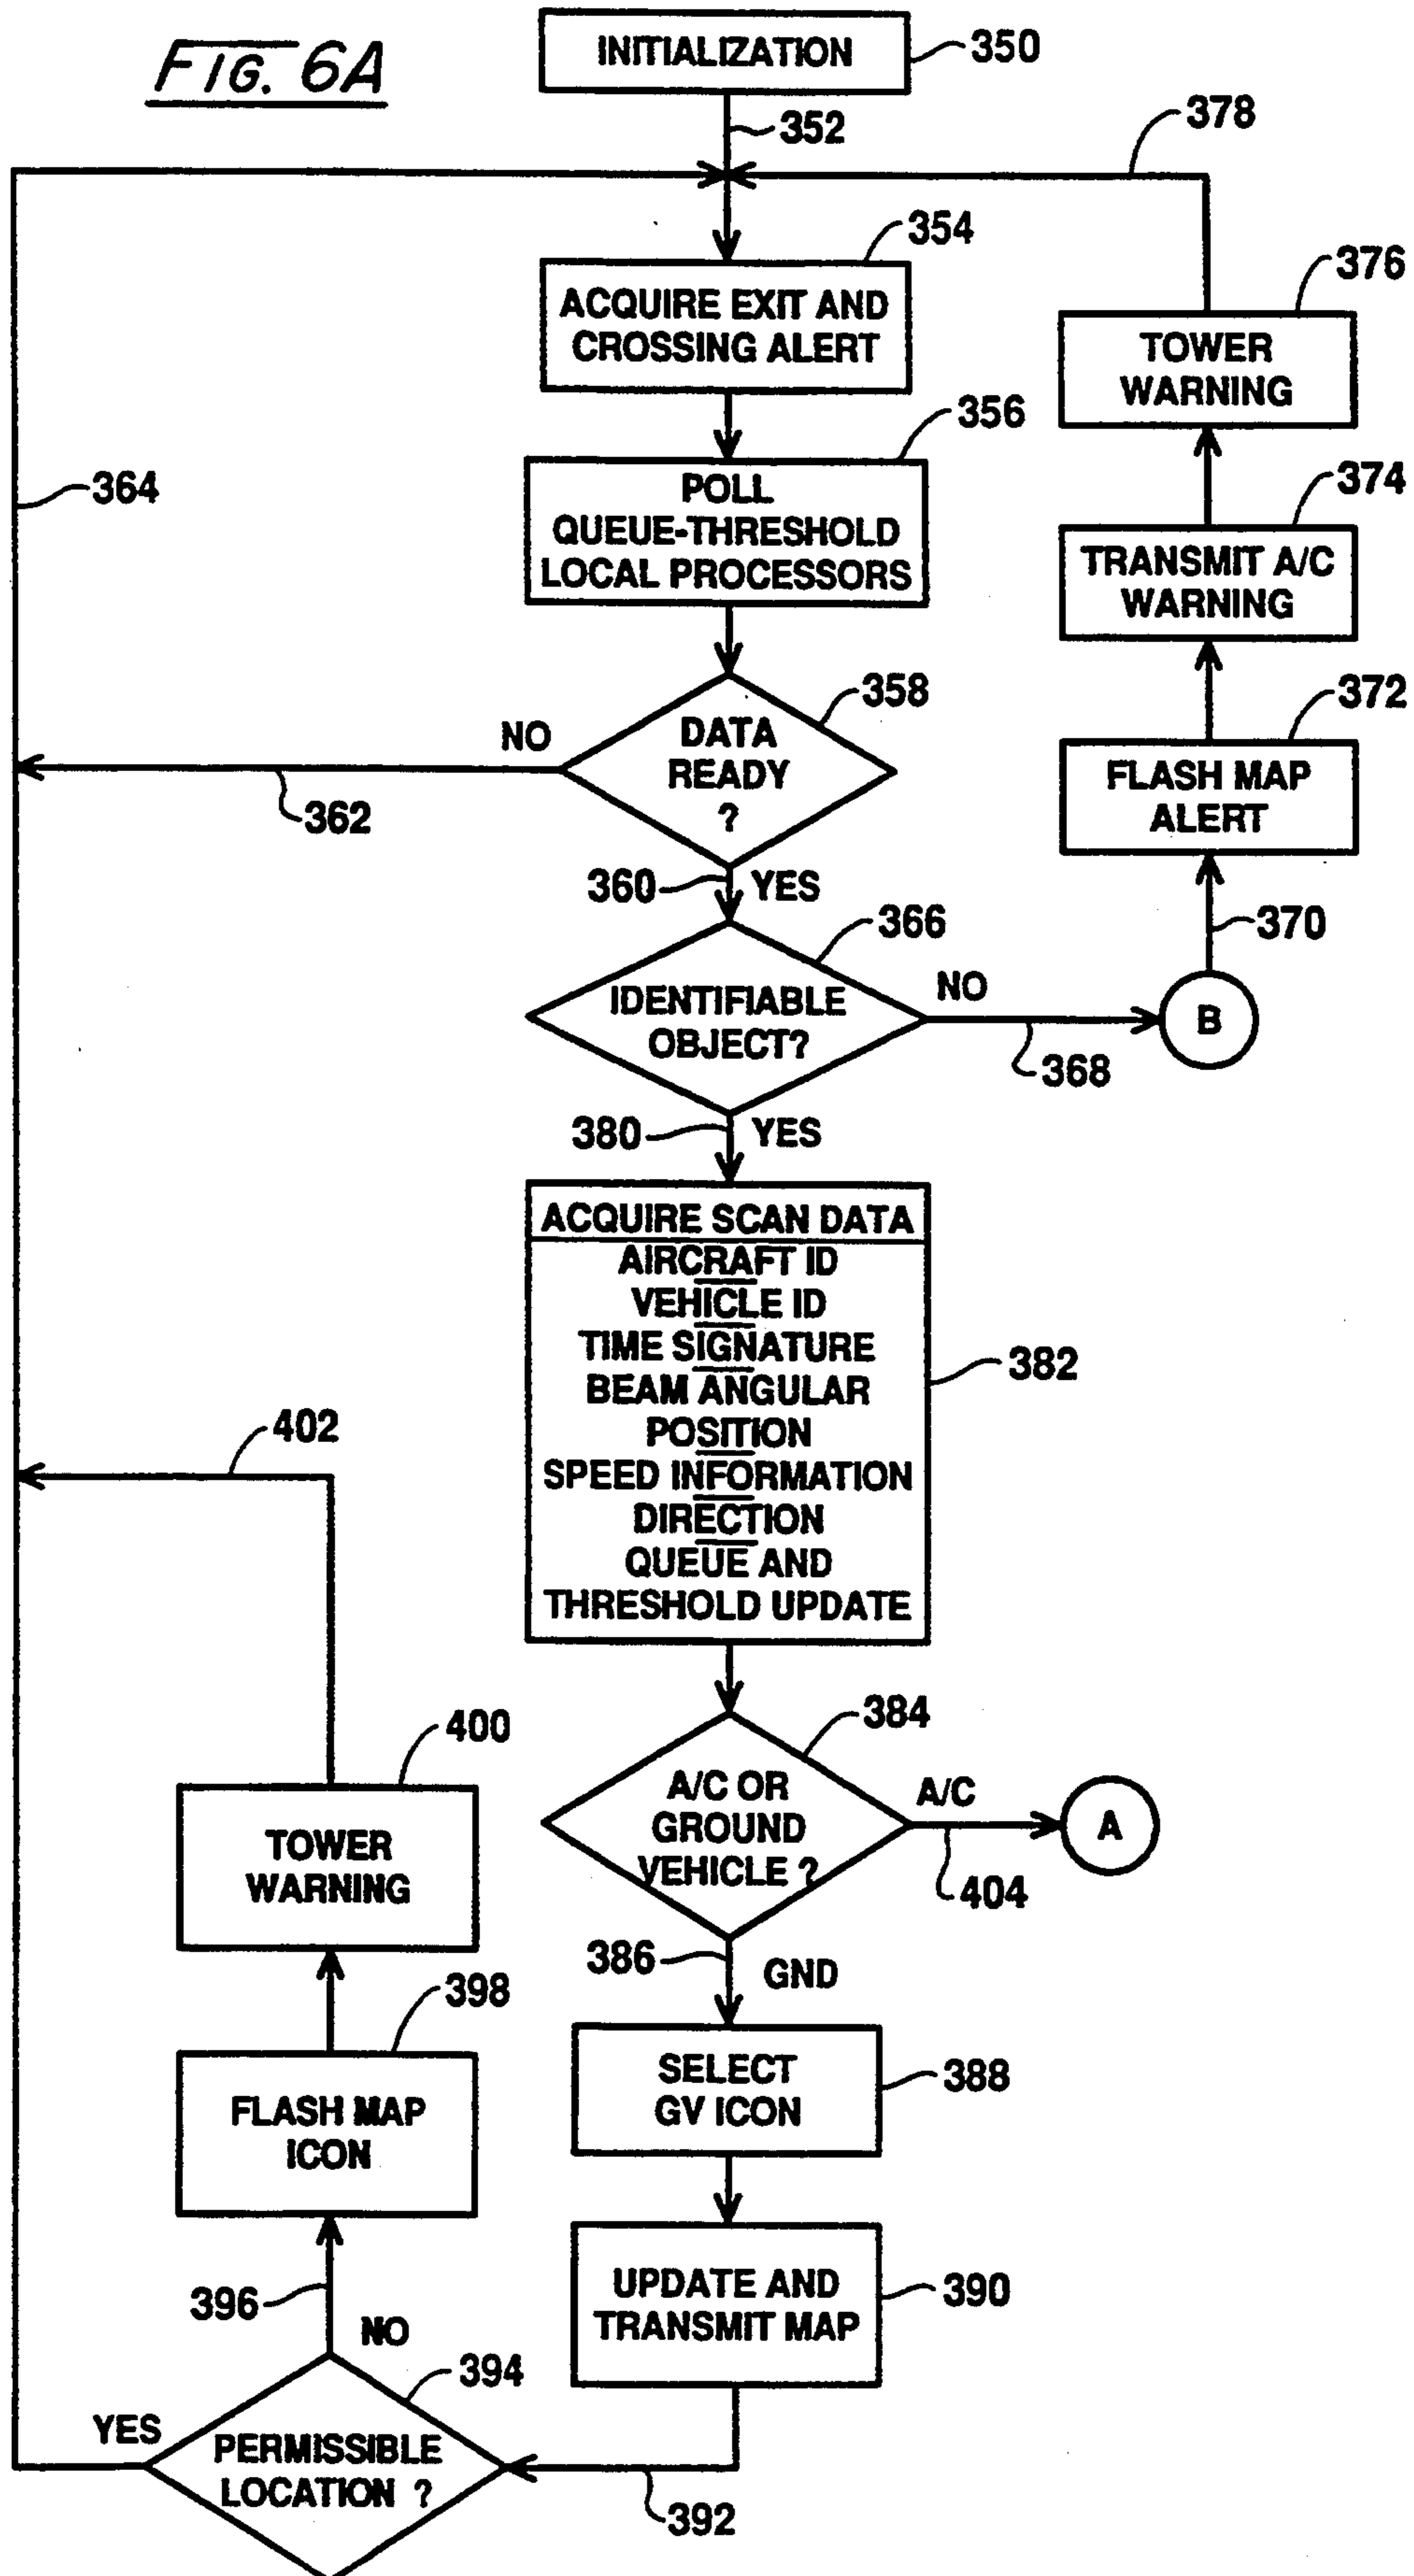 FIG. 6A
INITIALIZATION
350
352
378
354
ACQUIRE EXIT AND
CROSSING ALERT
376
TOWER
WARNING
356
POLL
QUEUE-THRESHOLD
LOCAL PROCESSORS
364
374
TRANSMIT A/C
WARNING
358
DATA
READY
?
NO
362
372
FLASH MAP
ALERT
360
YES
366
IDENTIFIABLE
OBJECT?
NO
368
370
B
380
YES
ACQUIRE SCAN DATA
AIRCRAFT ID
VEHICLE ID
TIME SIGNATURE
BEAM ANGULAR
POSITION
SPEED INFORMATION
DIRECTION
QUEUE AND
THRESHOLD UPDATE
382
402
384
A/C OR
GROUND
VEHICLE ?
A/C
404
A
400
TOWER
WARNING
386
GND
398
FLASH MAP
ICON
SELECT
GV ICON
388
UPDATE AND
TRANSMIT MAP
390
396
NO
394
YES
PERMISSIBLE
LOCATION ?
392